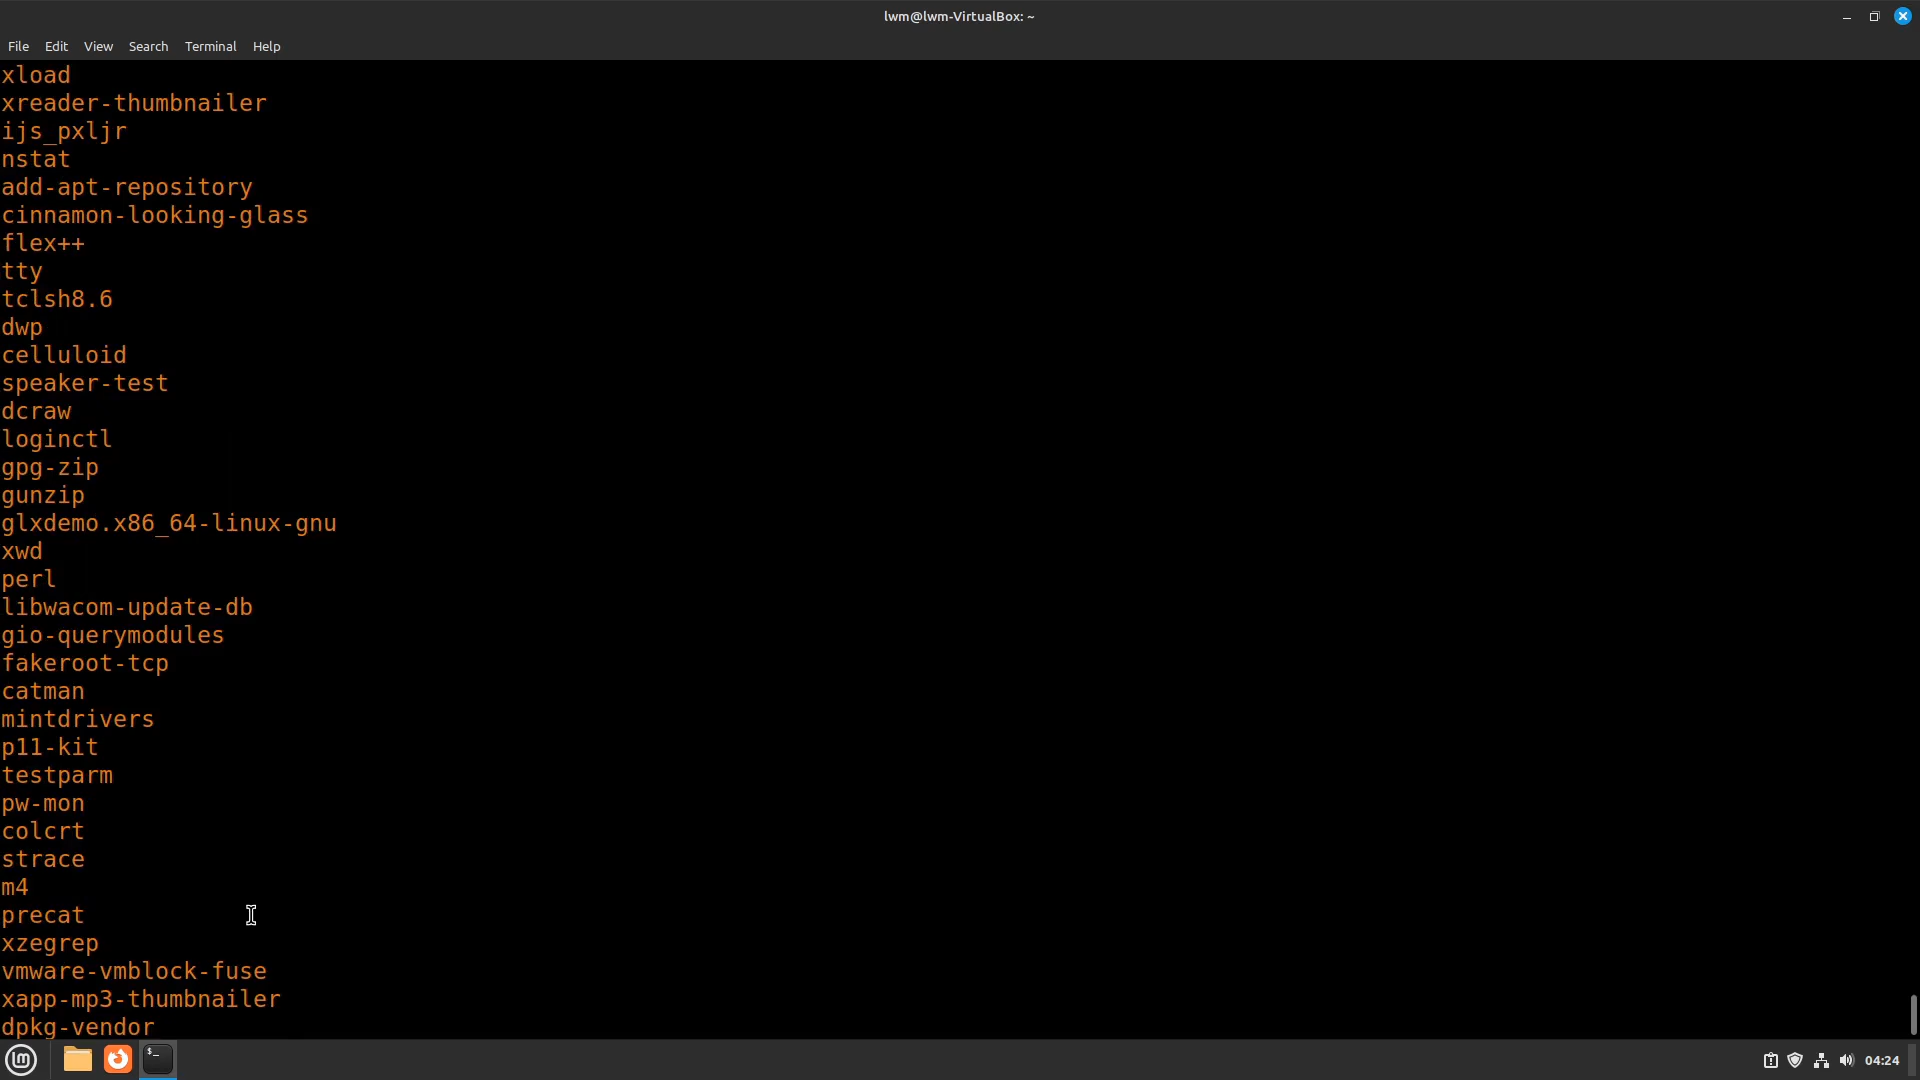 lwm@lwm-VirtualBox: ~
File Edit View Search Terminal Help
xload
xreader-thumbnailer
ijs_pxljr
nstat
add-apt-repository
cinnamon-looking-glass
flex++
tty
tclsh8.6
dwp
celluloid
speaker-test
dcraw
loginctl
gpg-zip
gunzip
glxdemo.x86_64-linux-gnu
xwd
perl
libwacom-update-db
gio-querymodules
fakeroot-tcp
catman
mintdrivers
p11-kit
testparm
pw-mon
colcrt
strace
m4
precat
xzegrep
vmware-vmblock-fuse
xapp-mp3-thumbnailer
dpkg-vendor
lm $_ 04:24